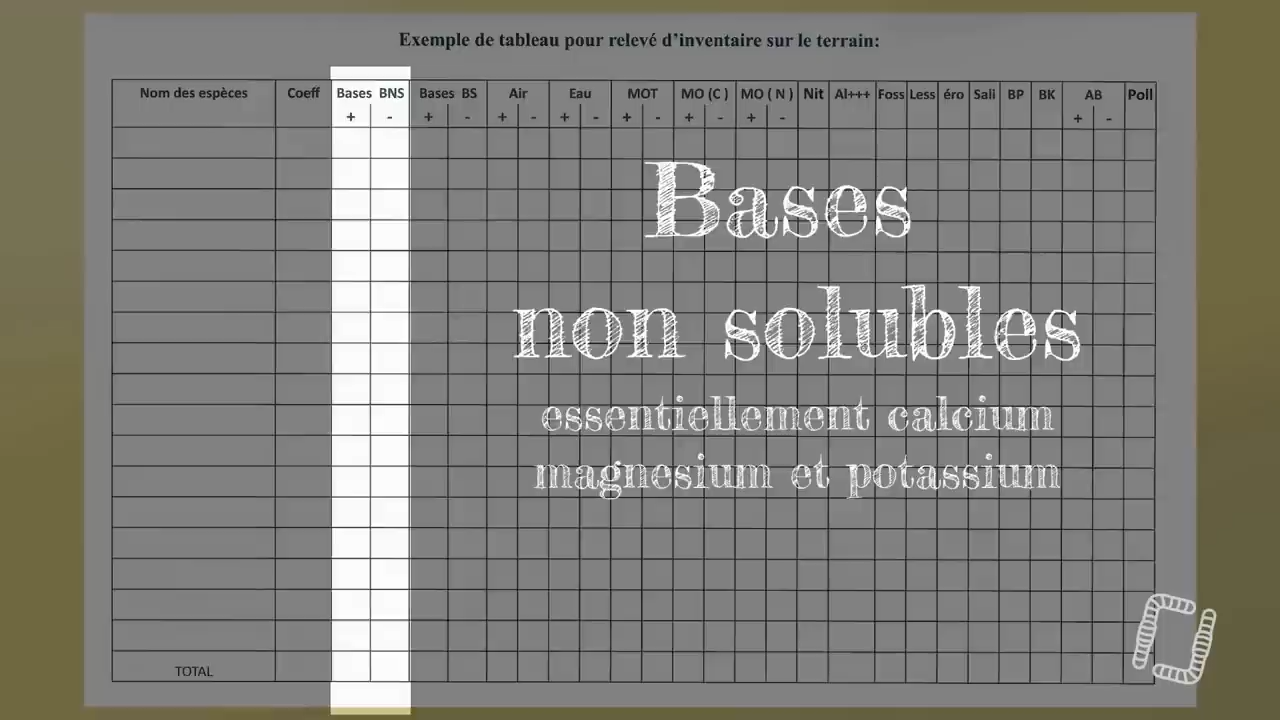 Exemple de tableau pour relevé d’inventaire sur le terrain:
Nom des espèces Coeff Bases BNS Bases BS Air Eau MOT MO (C) MO ( N ) Nit Al+++ Foss Less éro Sali BP BK AB Poll
+ - + - + - + - + - + - + - + -
Bases
non solubles
essentiellement calcium
magnesium et potassium
TOTAL